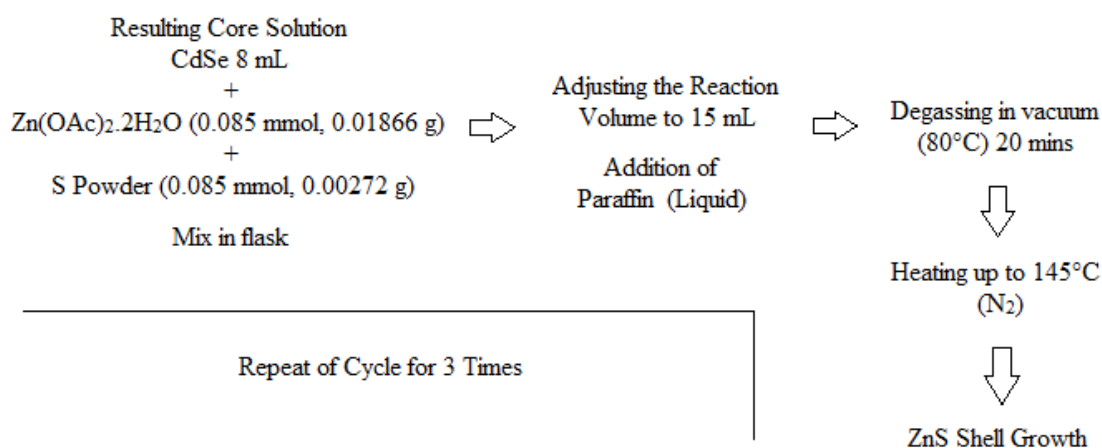 Resulting Core Solution
CdSe 8 mL
+
Zn(OAc)₂.2H₂O (0.085 mmol, 0.01866 g)
+
S Powder (0.085 mmol, 0.00272 g)
Mix in flask
Adjusting the Reaction
Volume to 15 mL
Addition of
Paraffin (Liquid)
Degassing in vacuum
(80°C) 20 mins
Heating up to 145°C
(N₂)
ZnS Shell Growth
Repeat of Cycle for 3 Times